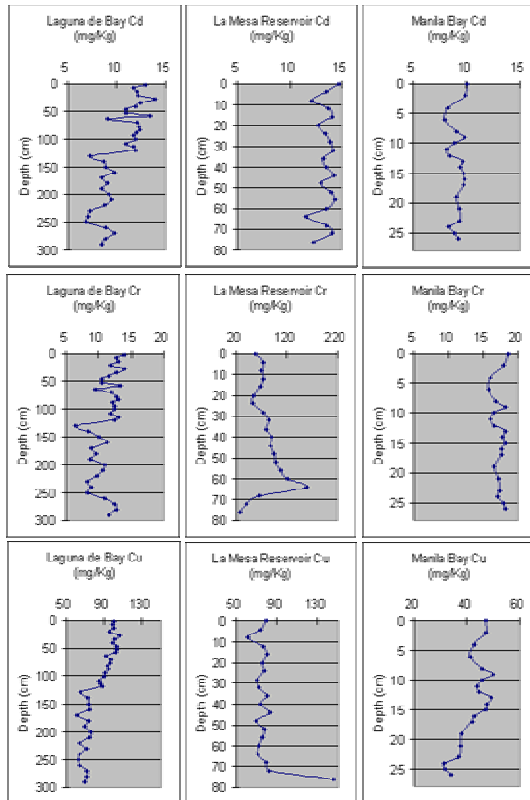 Laguna de Bay Cd
(mg/Kg)
5 10 15
Depth (cm)
0
50
100
150
200
250
300
La Mesa Reservoir Cd
(mg/Kg)
5 10 15
Depth (cm)
0
10
20
30
40
50
60
70
80
Manila Bay Cd
(mg/Kg)
5 10 15
Depth (cm)
0
5
10
15
20
25
Laguna de Bay Cr
(mg/Kg)
5 10 15 20
Depth (cm)
0
50
100
150
200
250
300
La Mesa Reservoir Cr
(mg/Kg)
20 120 220
Depth (cm)
0
10
20
30
40
50
60
70
80
Manila Bay Cr
(mg/Kg)
10 15 20
Depth (cm)
0
5
10
15
20
25
Laguna de Bay Cu
(mg/Kg)
50 90 130
Depth (cm)
0
50
100
150
200
250
300
La Mesa Reservoir Cu
(mg/Kg)
50 90 130
Depth (cm)
0
10
20
30
40
50
60
70
80
Manila Bay Cu
(mg/Kg)
20 40 60
Depth (cm)
0
5
10
15
20
25